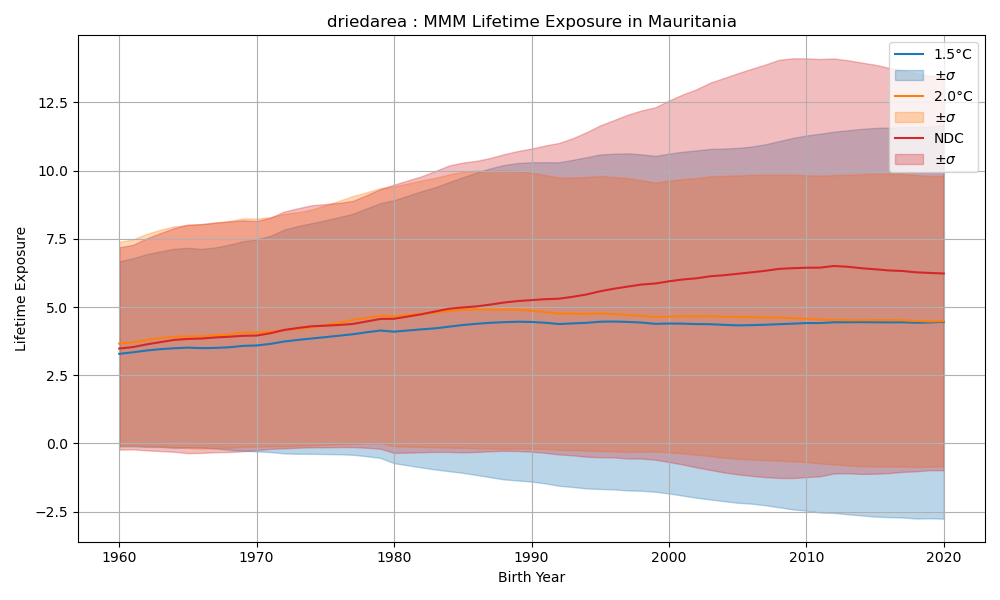 driedarea : MMM Lifetime Exposure in Mauritania
1.5°C
±σ
2.0°C
±σ
NDC
±σ
Lifetime Exposure
12.5
10.0
7.5
5.0
2.5
0.0
−2.5
1960 1970 1980 1990 2000 2010 2020
Birth Year